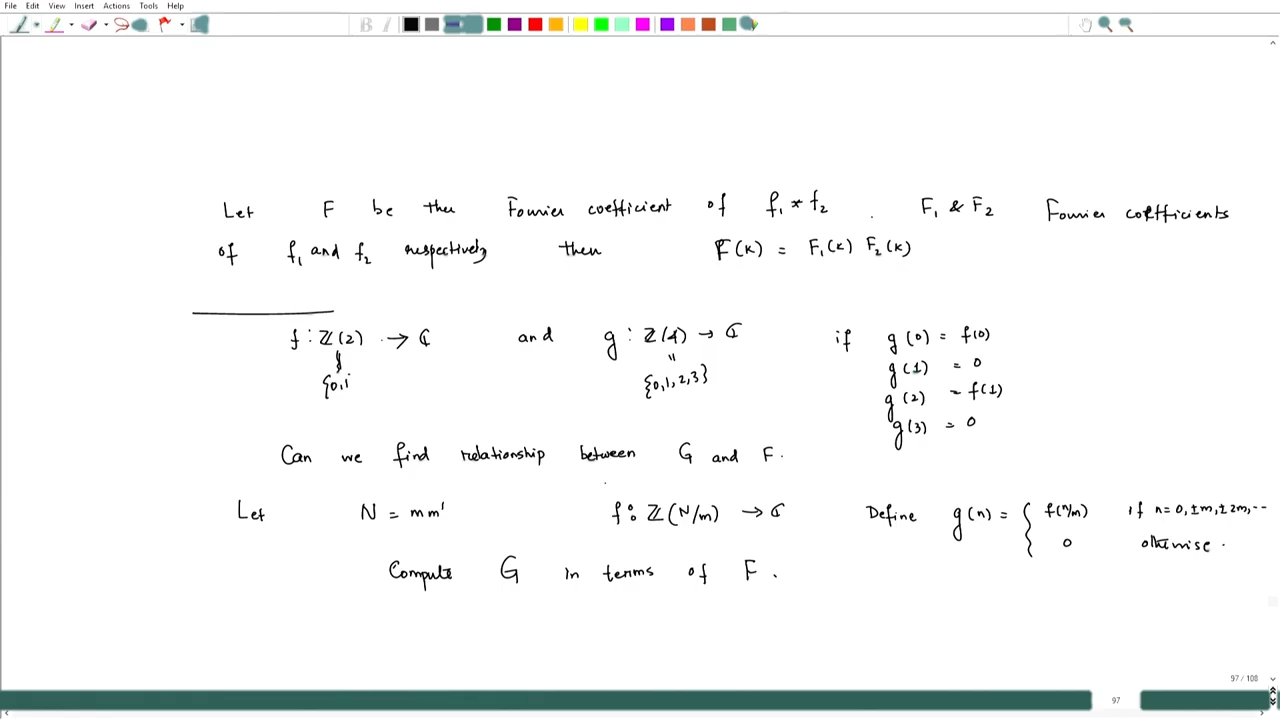 File Edit View Insert Actions Tools Help
B I
Let F be the Fourier coefficient of f₁ * f₂ . F₁ & F₂ Fourier coefficients
of f₁ and f₂ respectively then F(k) = F₁(k) F₂(k)
f : ℤ(2) → ℂ and g : ℤ(4) → ℂ if g(0) = f(0)
{0,1 {0,1,2,3} g(1) = 0
g(2) = f(1)
g(3) = 0
Can we find relationship between G and F.
Let N = mm' f : ℤ(N/m) → ℂ Define g(n) = { f(n/m) if n = 0, ±m, ±2m, --
0 otherwise .
Compute G in terms of F .
97 / 108
97